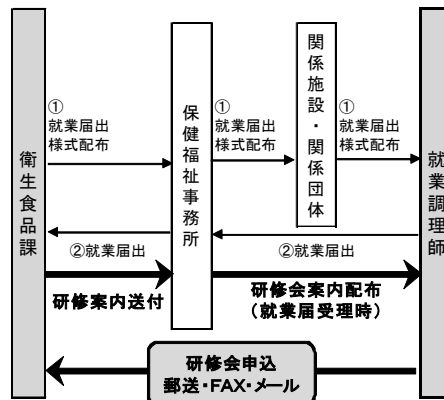 衛生食品課
①
就業届出
様式配布
保健福祉事務所
①
就業届出
様式配布
関係施設・関係団体
①
就業届出
様式配布
就業調理師
②就業届出
②就業届出
研修案内送付
研修会案内配布
(就業届受理時)
研修会申込
郵送・FAX・メール